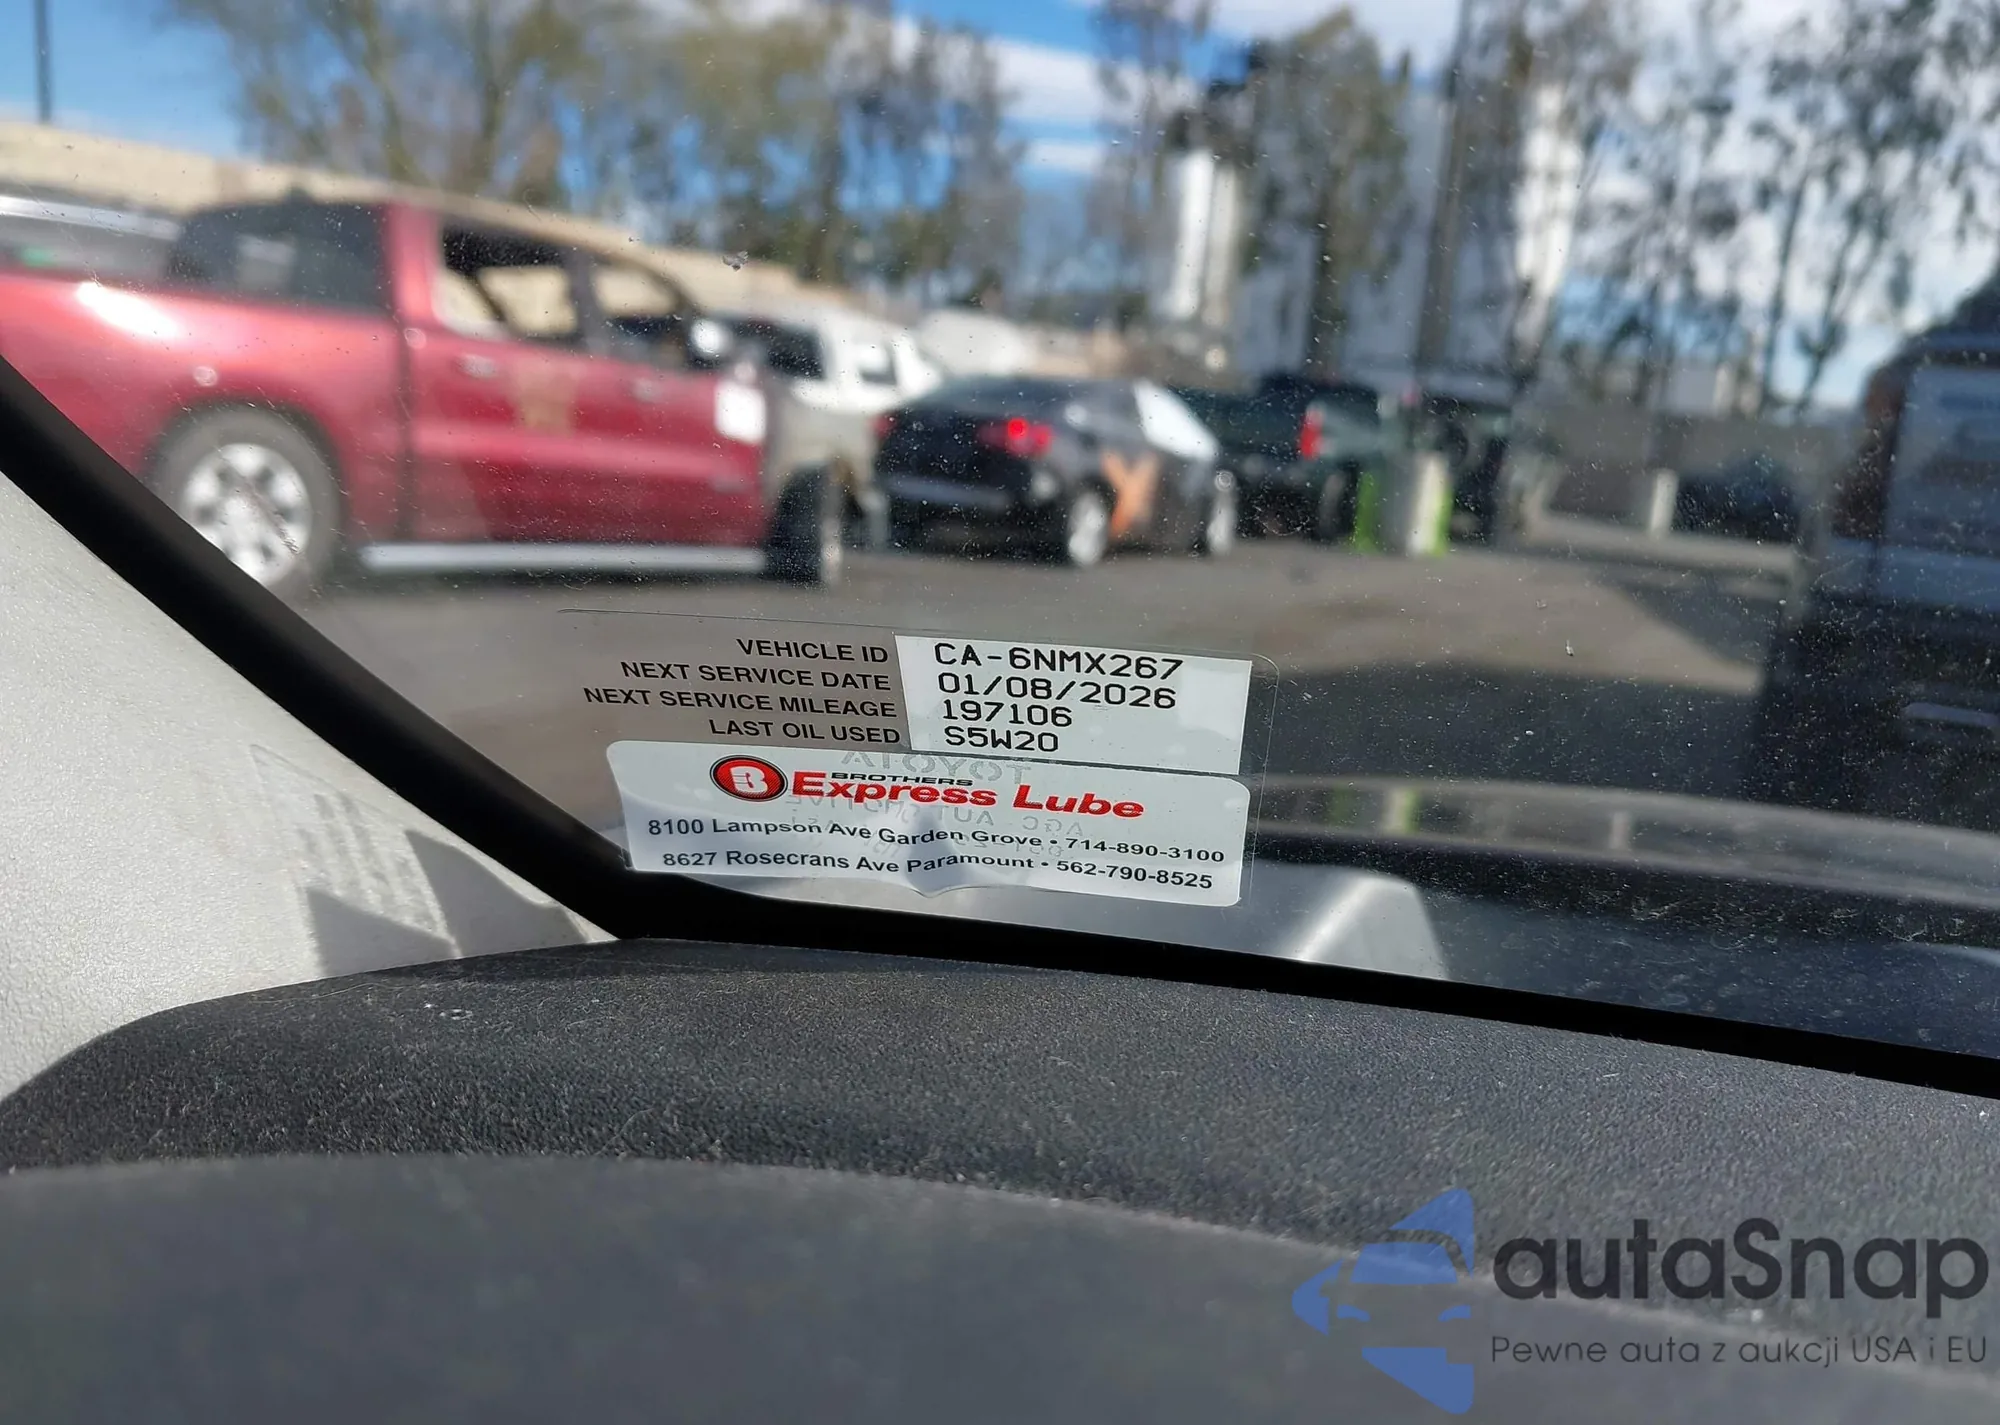 VEHICLE ID CA-6NMX267
NEXT SERVICE DATE 01/08/2026
NEXT SERVICE MILEAGE 197106
LAST OIL USED S5W20
TOYOTA
B BROTHERS
Express Lube
8100 Lampson Ave Garden Grove • 714-890-3100
8627 Rosecrans Ave Paramount • 562-790-8525
autaSnap
Pewne auta z aukcji USA i EU